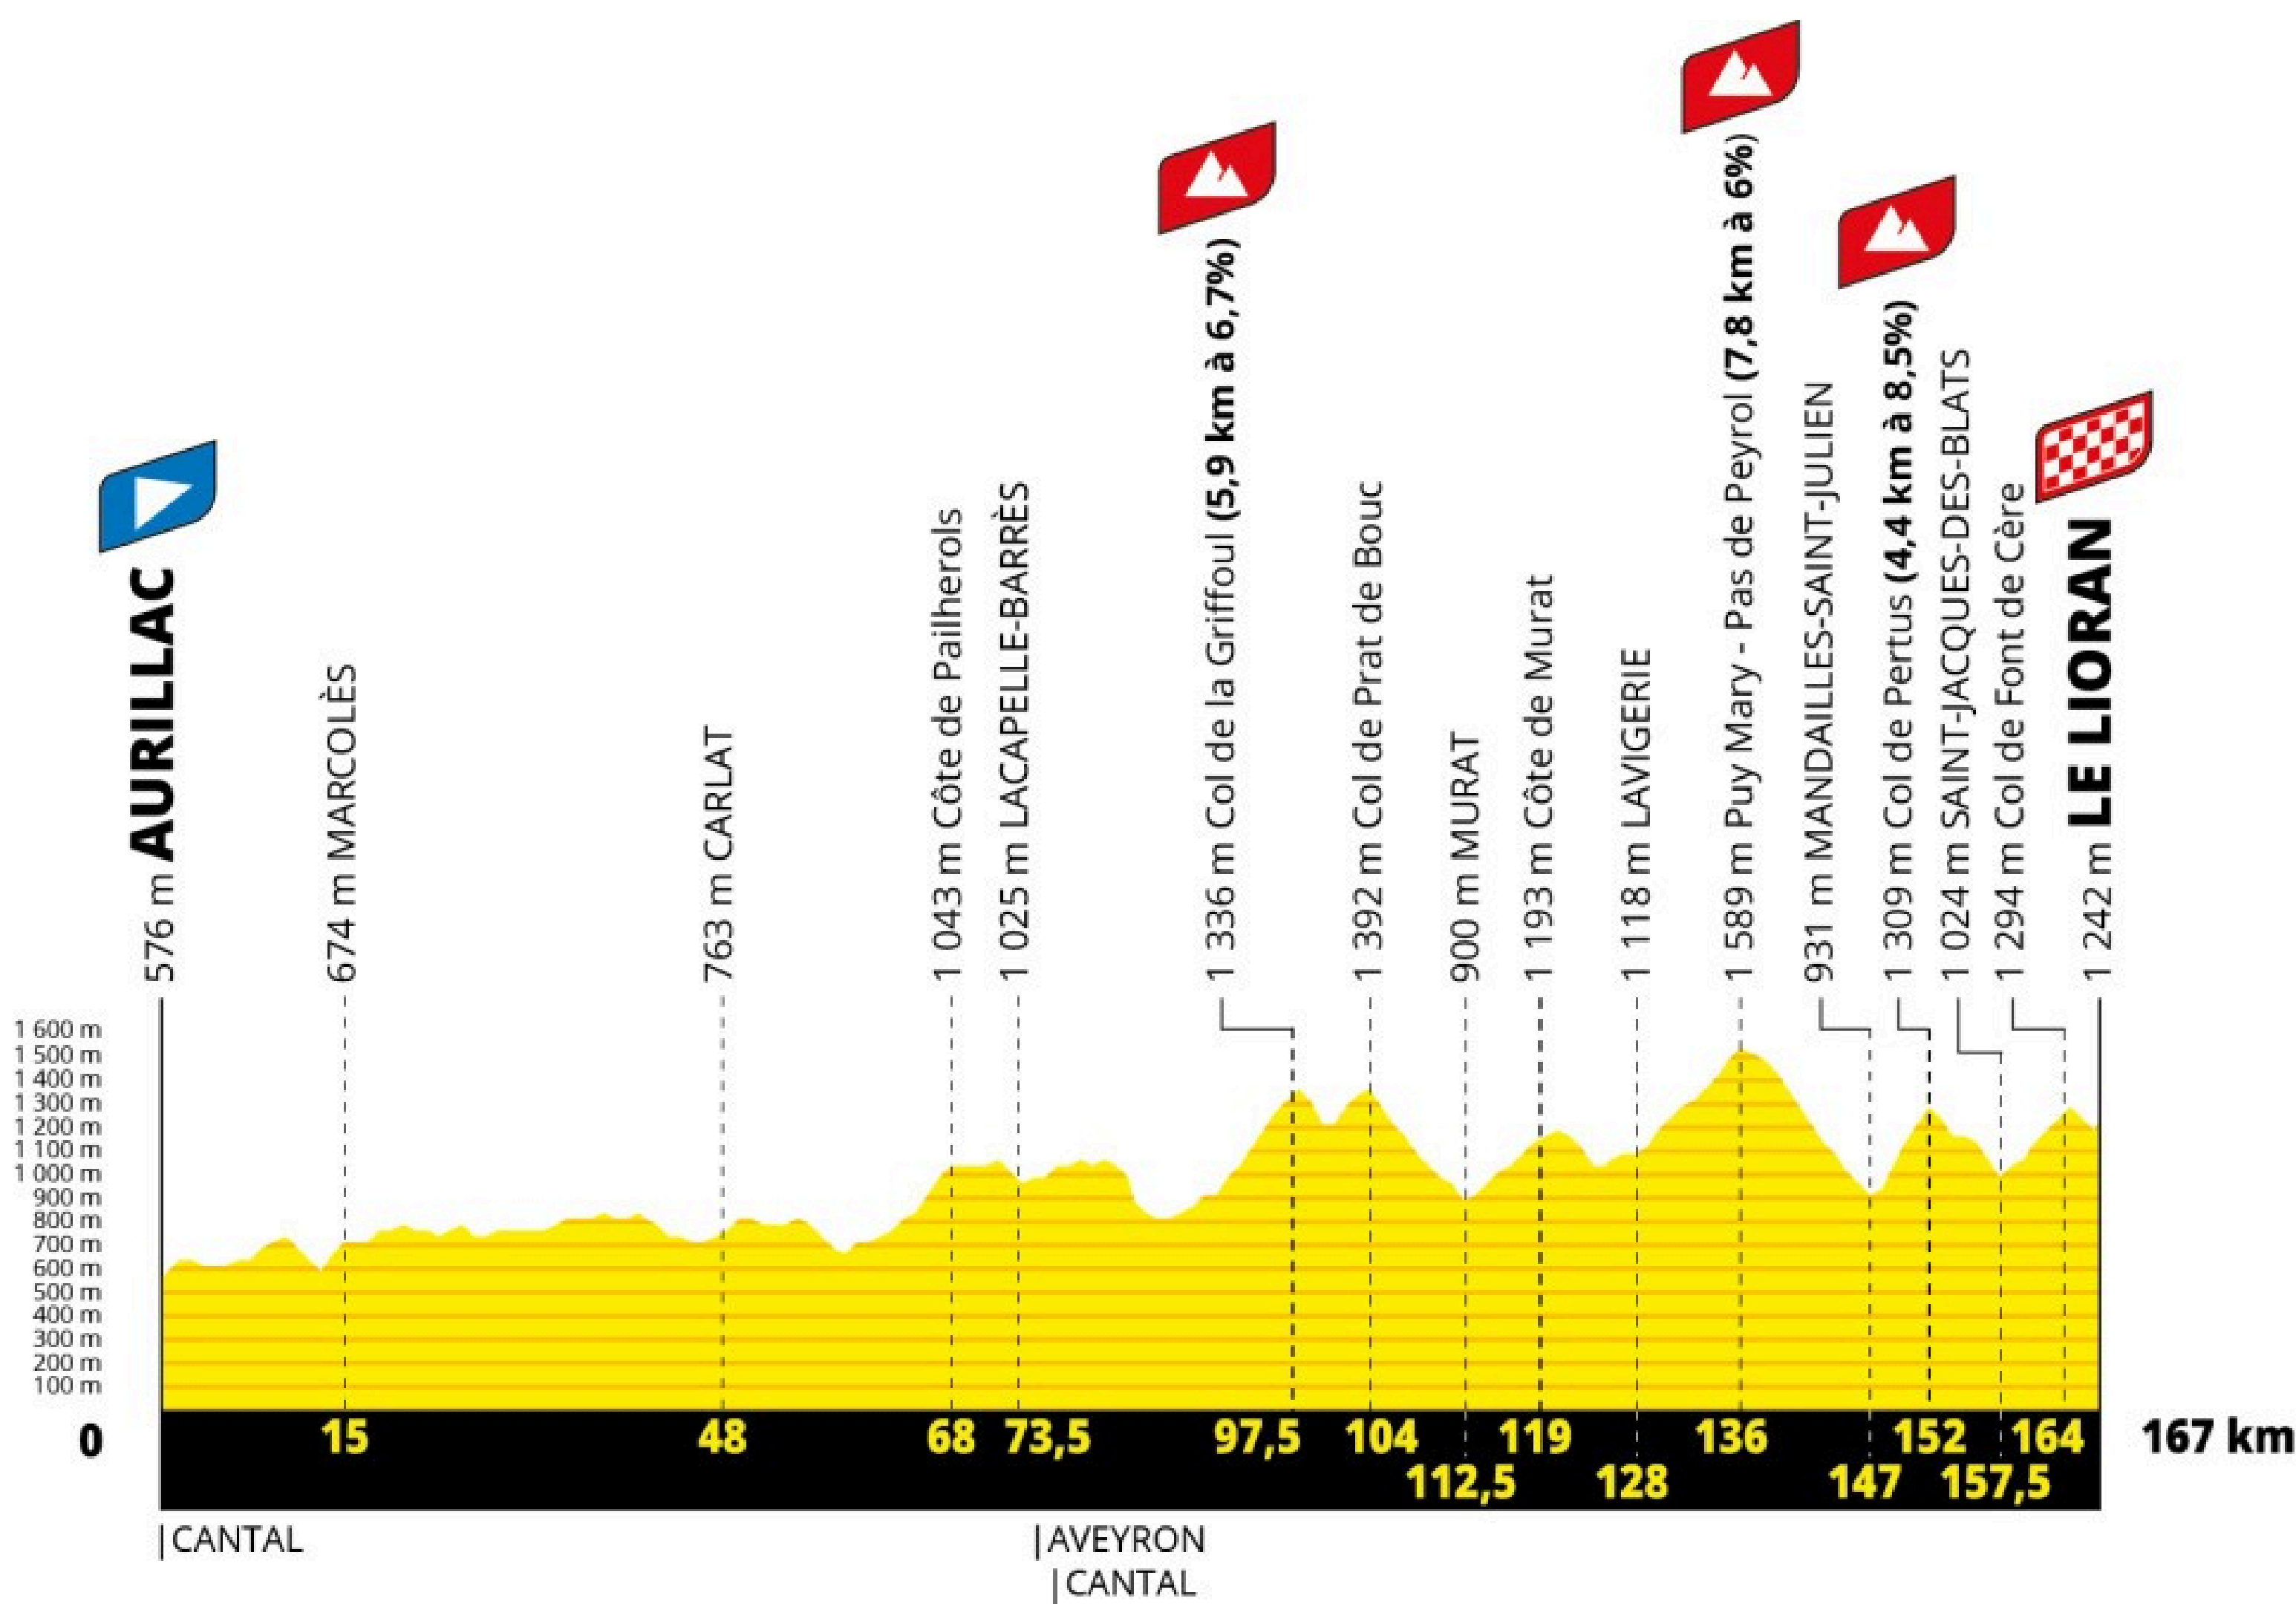 576 m AURILLAC
674 m MARCOLÈS
763 m CARLAT
1 043 m Côte de Pailherols
1 025 m LACAPELLE-BARRÈS
1 336 m Col de la Griffoul (5,9 km à 6,7%)
1 392 m Col de Prat de Bouc
900 m MURAT
1 193 m Côte de Murat
1 118 m LAVIGERIE
1 589 m Puy Mary - Pas de Peyrol (7,8 km à 6%)
931 m MANDAILLES-SAINT-JULIEN
1 309 m Col de Pertus (4,4 km à 8,5%)
1 024 m SAINT-JACQUES-DES-BLATS
1 294 m Col de Font de Cère
1 242 m LE LIORAN
1 600 m
1 500 m
1 400 m
1 300 m
1 200 m
1 100 m
1 000 m
900 m
800 m
700 m
600 m
500 m
400 m
300 m
200 m
100 m
0 15 48 68 73,5 97,5 104 119 136 152 164 167 km
112,5 128 147 157,5
|CANTAL |AVEYRON
|CANTAL